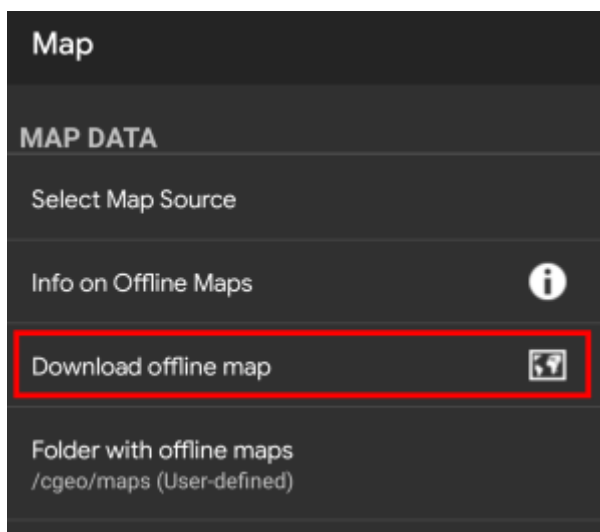 Map
MAP DATA
Select Map Source
Info on Offline Maps
Download offline map
Folder with offline maps
/cgeo/maps (User-defined)